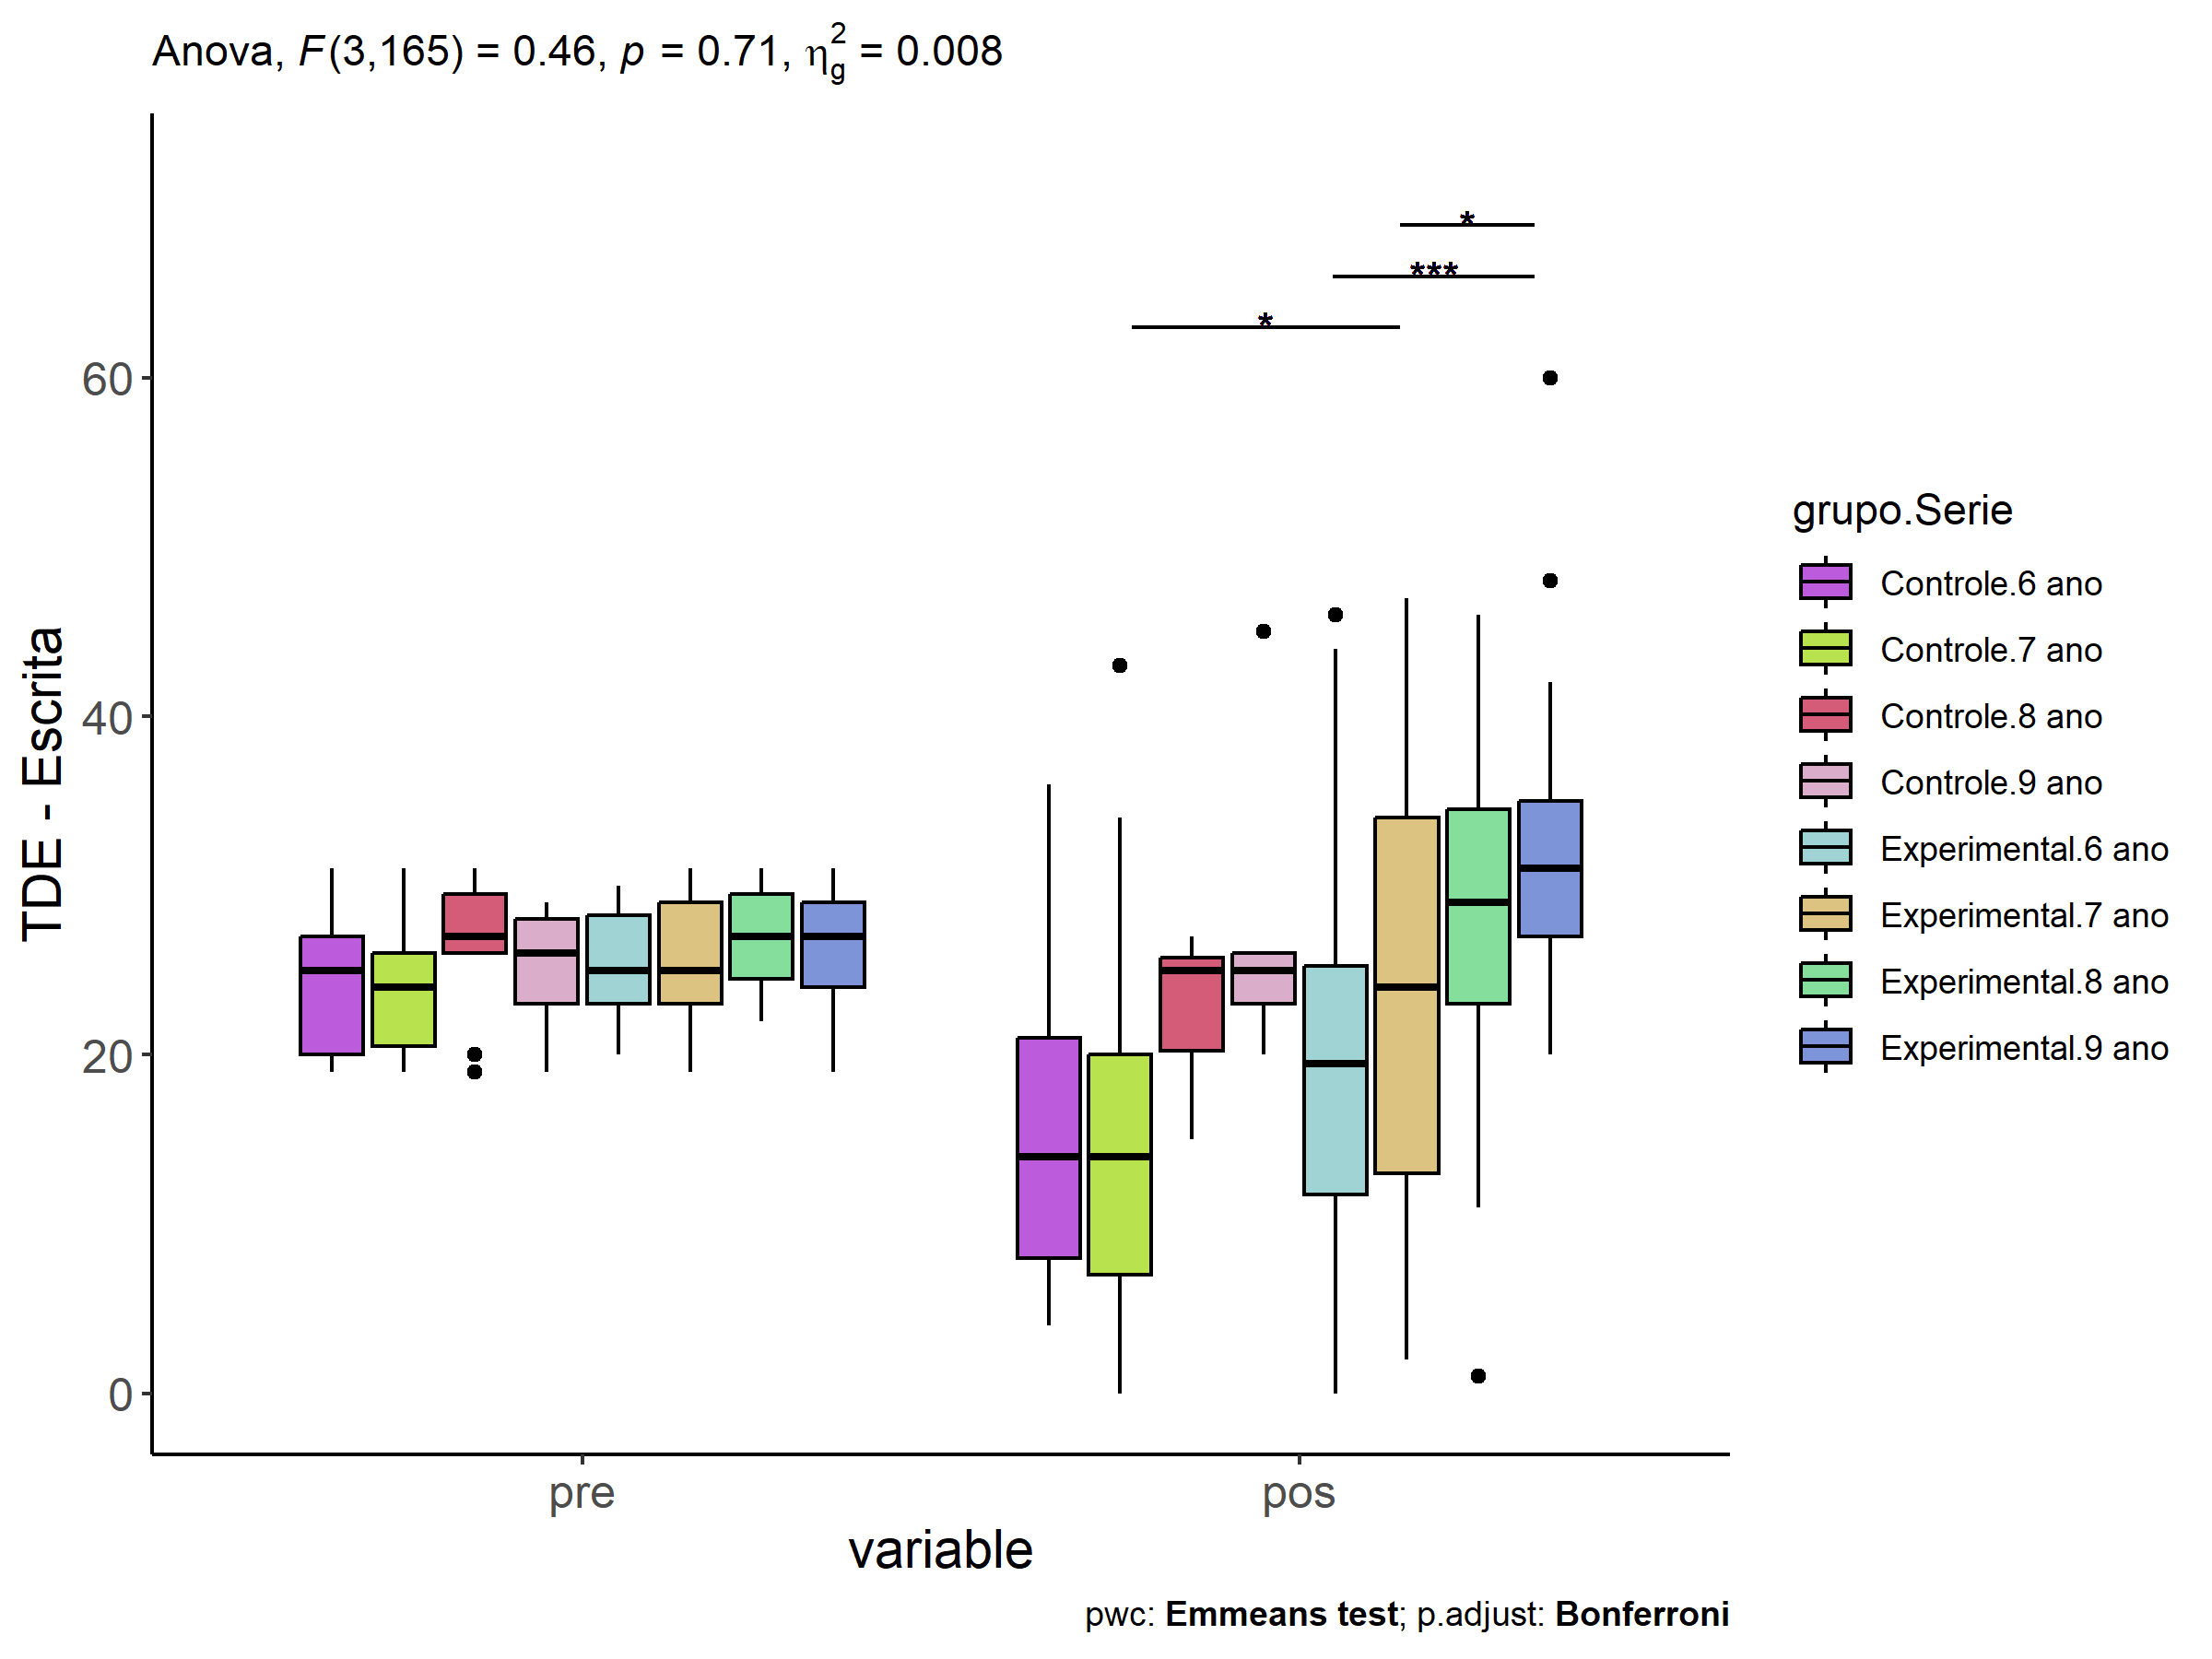 Anova, F(3,165) = 0.46, p = 0.71, η²g = 0.008
*
***
*
60
40
20
0
TDE - Escrita
pre
pos
variable
grupo.Serie
Controle.6 ano
Controle.7 ano
Controle.8 ano
Controle.9 ano
Experimental.6 ano
Experimental.7 ano
Experimental.8 ano
Experimental.9 ano
pwc: Emmeans test; p.adjust: Bonferroni